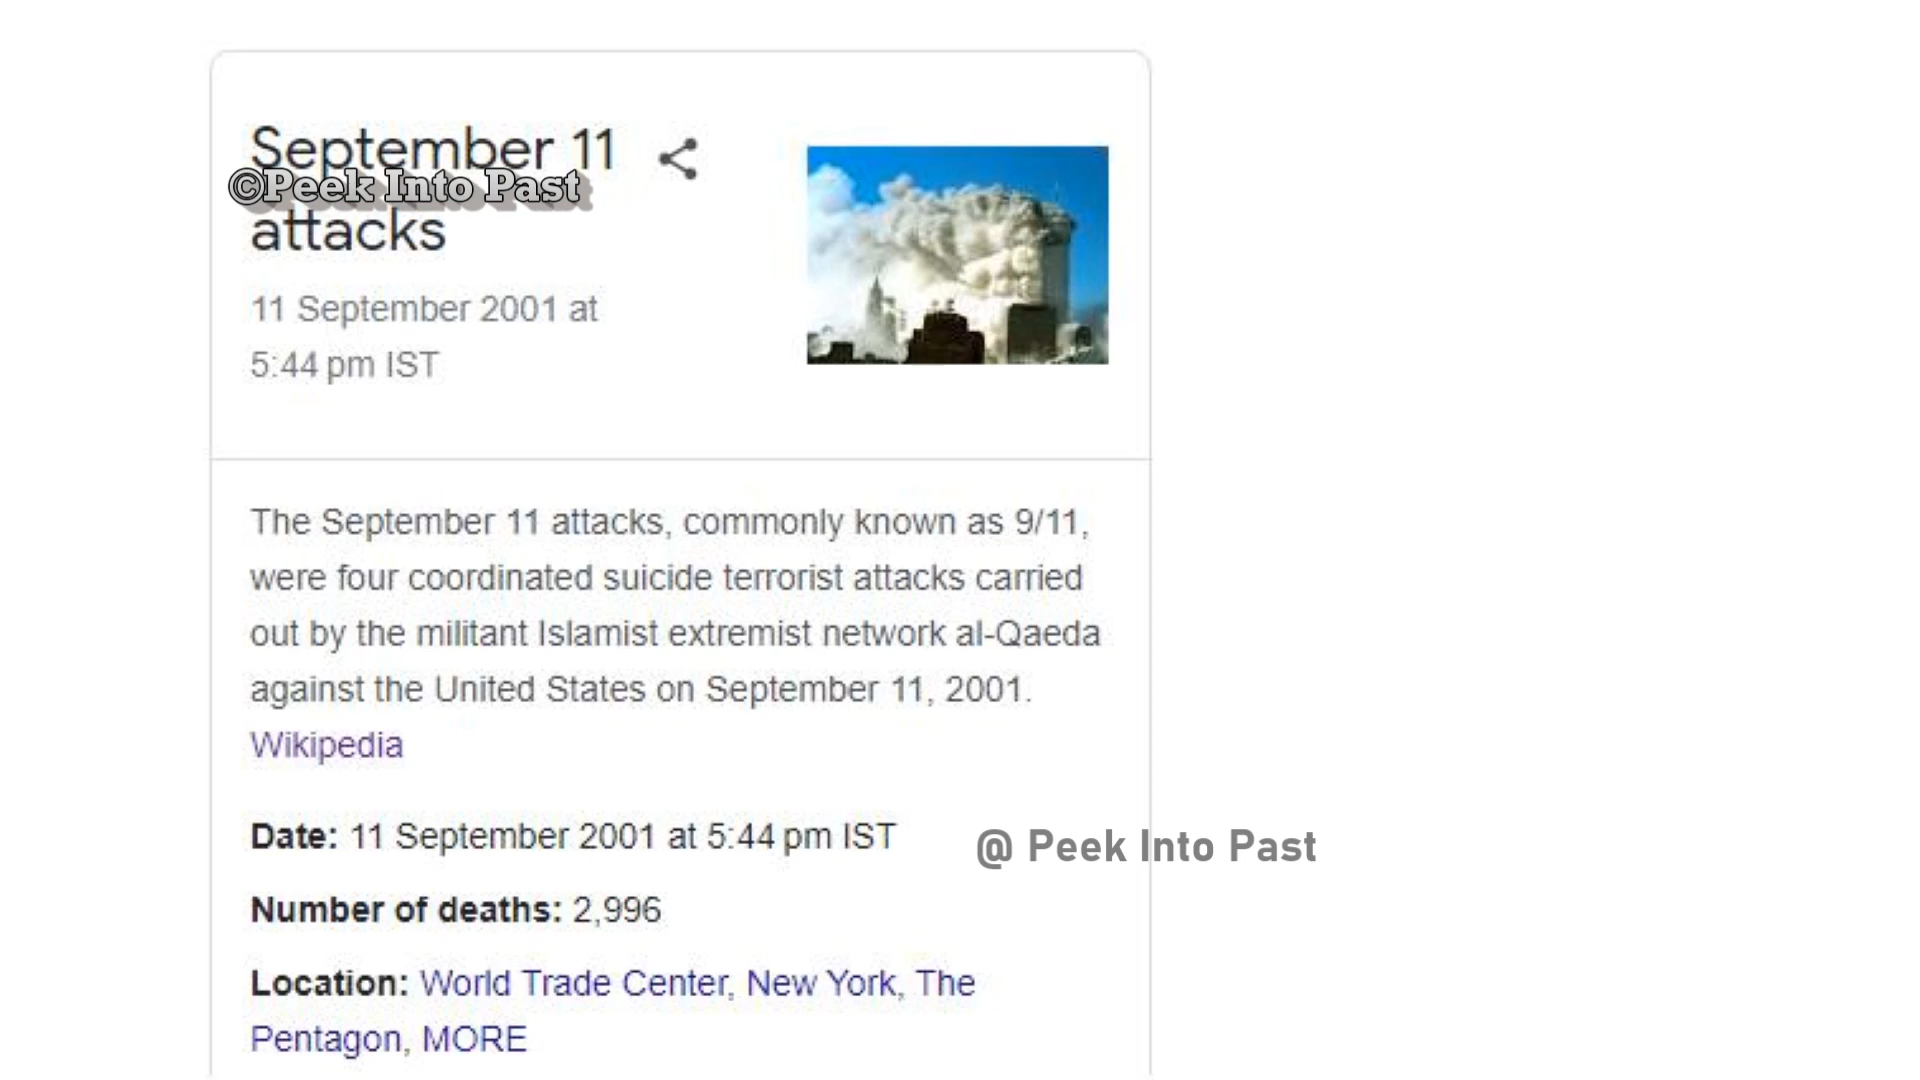 September 11
©Peek Into Past
attacks
11 September 2001 at
5:44 pm IST
The September 11 attacks, commonly known as 9/11,
were four coordinated suicide terrorist attacks carried
out by the militant Islamist extremist network al-Qaeda
against the United States on September 11, 2001.
Wikipedia
Date: 11 September 2001 at 5:44 pm IST
@ Peek Into Past
Number of deaths: 2,996
Location: World Trade Center, New York, The
Pentagon, MORE